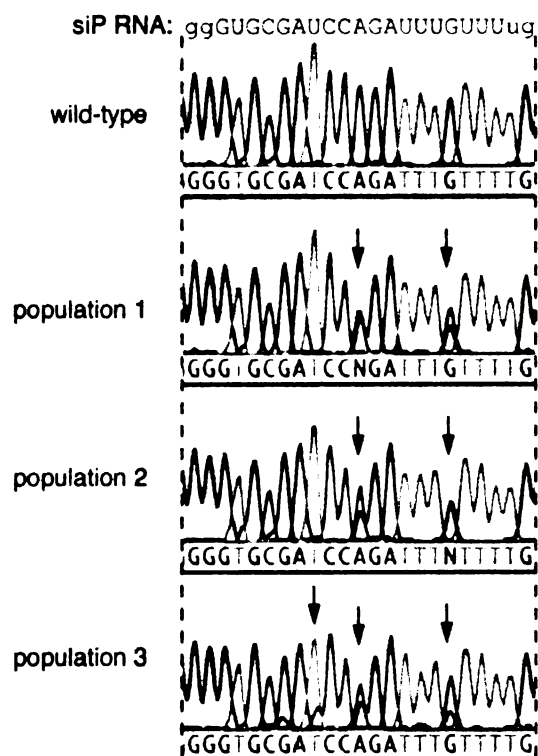 siP RNA: ggGUGCGAUCCAGAUUUGUUUug
wild-type
GGGTGCGATCCAGATTTGTTTTG
population 1
GGGTGCGATCCNGATTTGTTTTG
population 2
GGGTGCGATCCAGATTTNTTTTG
population 3
GGGTGCGATCCAGATTTGTTTTG